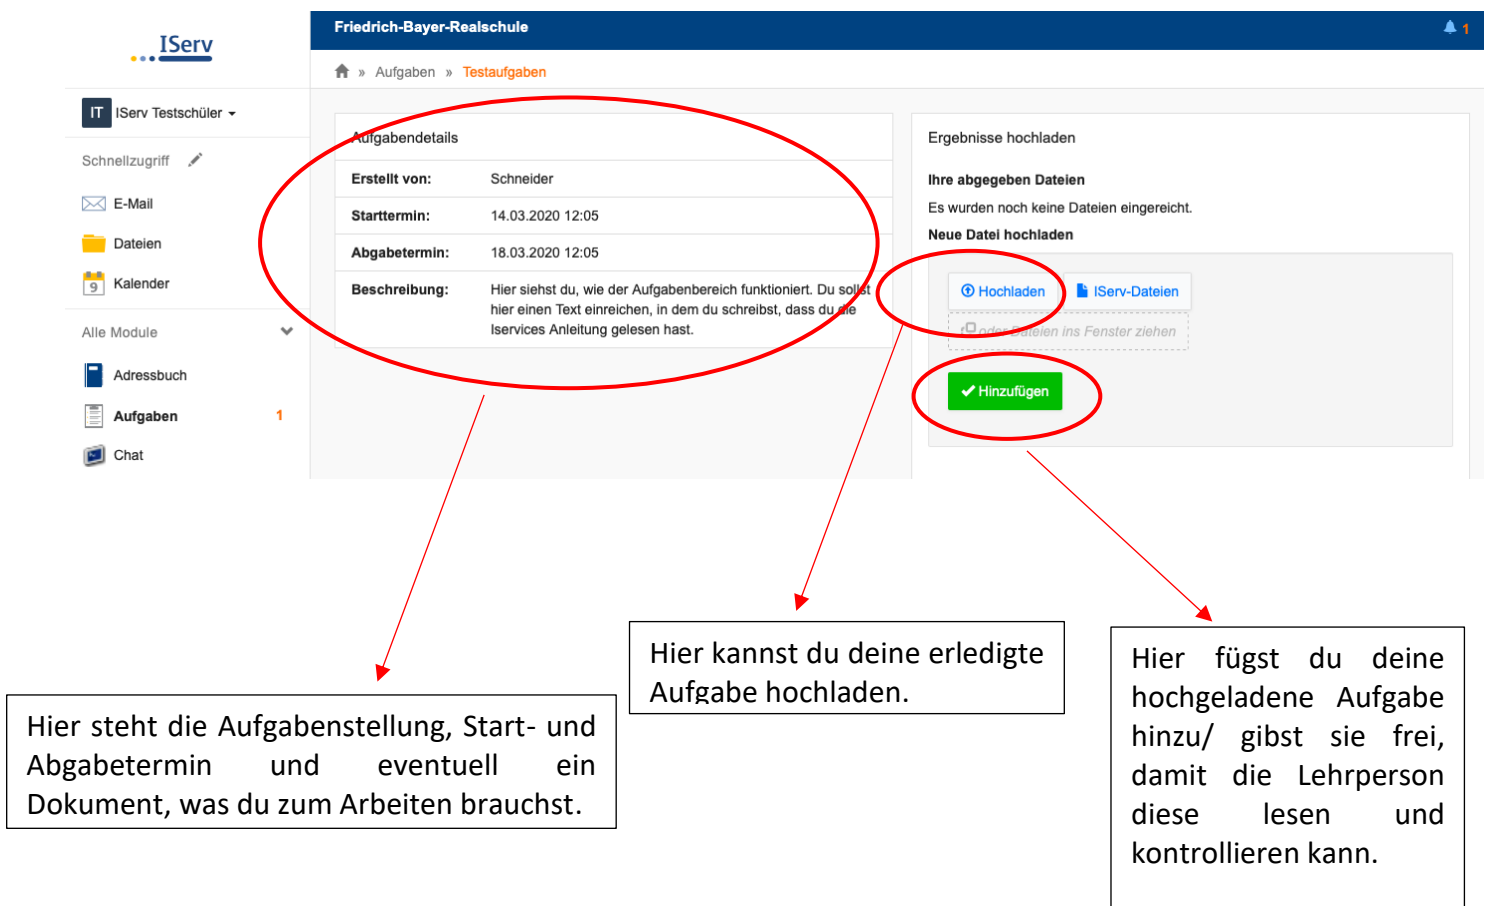 IServ
Friedrich-Bayer-Realschule
1
» Aufgaben » Testaufgaben
IT IServ Testschüler
Schnellzugriff
E-Mail
Dateien
9 Kalender
Alle Module
Adressbuch
Aufgaben 1
Chat
Aufgabendetails
Erstellt von: Schneider
Starttermin: 14.03.2020 12:05
Abgabetermin: 18.03.2020 12:05
Beschreibung: Hier siehst du, wie der Aufgabenbereich funktioniert. Du sollst
hier einen Text einreichen, in dem du schreibst, dass du die
Iservices Anleitung gelesen hast.
Ergebnisse hochladen
Ihre abgegeben Dateien
Es wurden noch keine Dateien eingereicht.
Neue Datei hochladen
Hochladen IServ-Dateien
oder Dateien ins Fenster ziehen
Hinzufügen
Hier steht die Aufgabenstellung, Start- und
Abgabetermin und eventuell ein
Dokument, was du zum Arbeiten brauchst.
Hier kannst du deine erledigte
Aufgabe hochladen.
Hier fügst du deine
hochgeladene Aufgabe
hinzu/ gibst sie frei,
damit die Lehrperson
diese lesen und
kontrollieren kann.